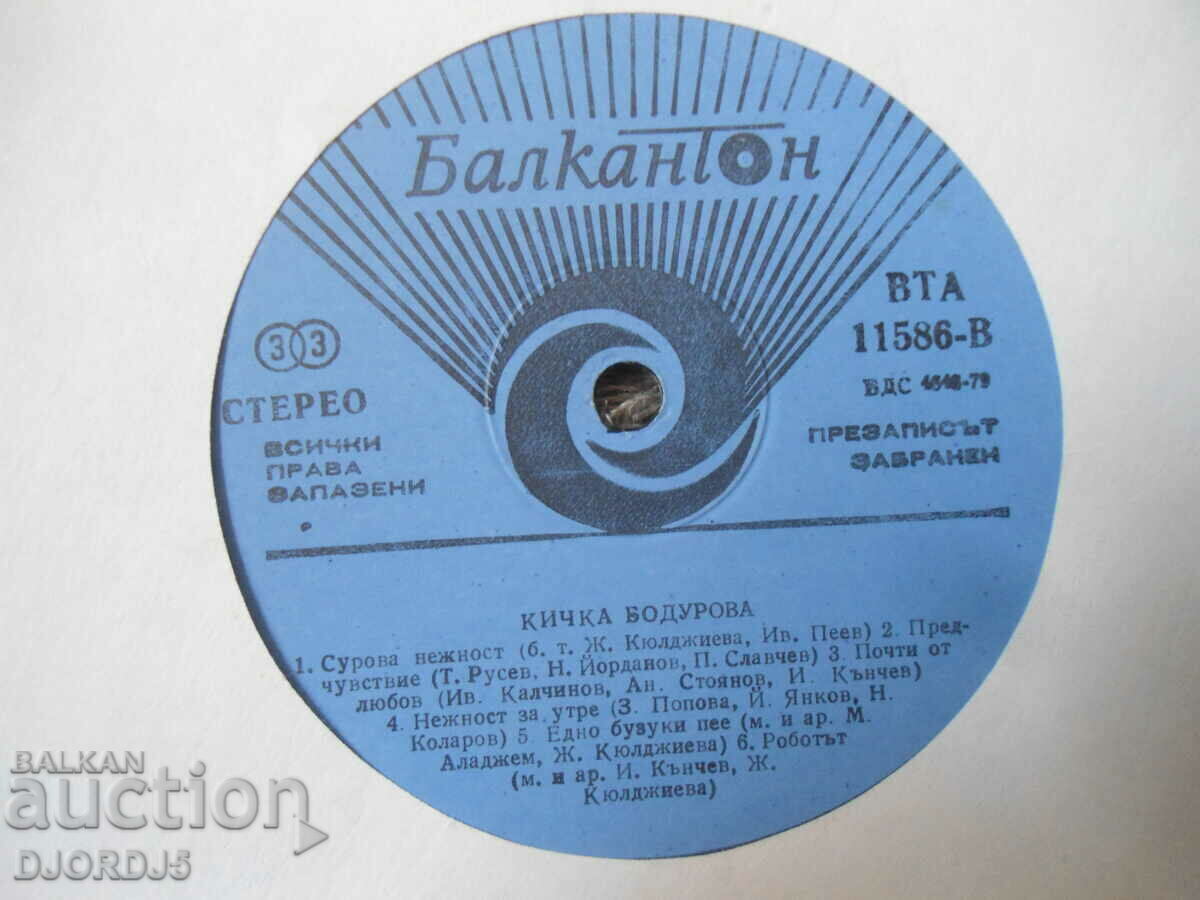 Балкантон
ВТА
11586-В
БДС 4646-79
ПРЕЗАПИСЪТ
ЗАБРАНЕН
33
СТЕРЕО
ВСИЧКИ
ПРАВА
ЗАПАЗЕНИ
КИЧКА БОДУРОВА
1. Сурова нежност (б. т. Ж. Кюлджиева, Ив. Пеев) 2. Пред-
чувствие (Т. Русев, Н. Йорданов, П. Славчев) 3. Почти от
любов (Ив. Калчинов, Ан. Стоянов, И. Кънчев)
4. Нежност за утре (З. Попова, Й. Янков, Н.
Коларов) 5. Едно бузуки пее (м. и ар. М.
Аладжем, Ж. Кюлджиева) 6. Роботът
(м. и ар. И. Кънчев, Ж.
Кюлджиева)
BALKAN
auction
DJORDJ5